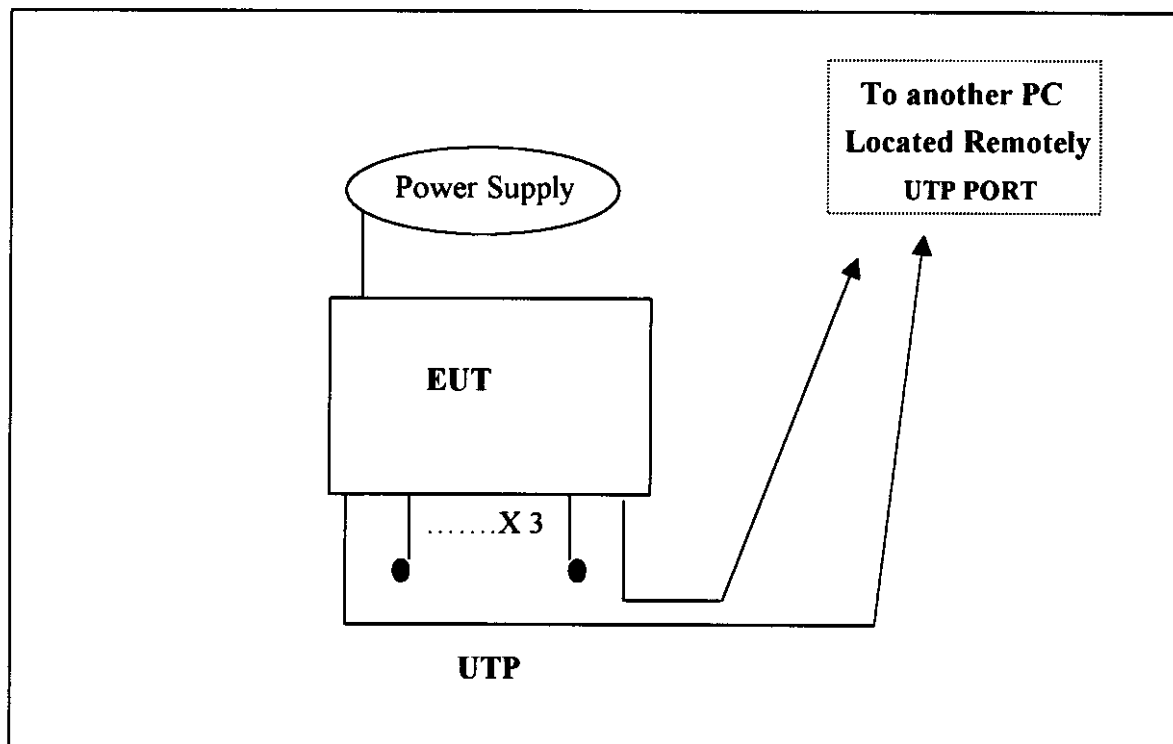 To another PC
Located Remotely
UTP PORT
Power Supply
EUT
.......X 3
UTP